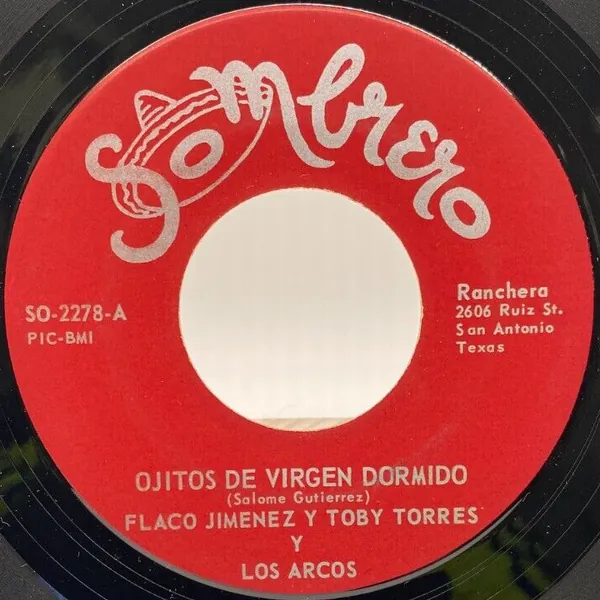 Sombrero
SO-2278-A
PIC-BMI
Ranchera
2606 Ruiz St.
San Antonio
Texas
OJITOS DE VIRGEN DORMIDO
(Salome Gutierrez)
FLACO JIMENEZ Y TOBY TORRES
Y
LOS ARCOS